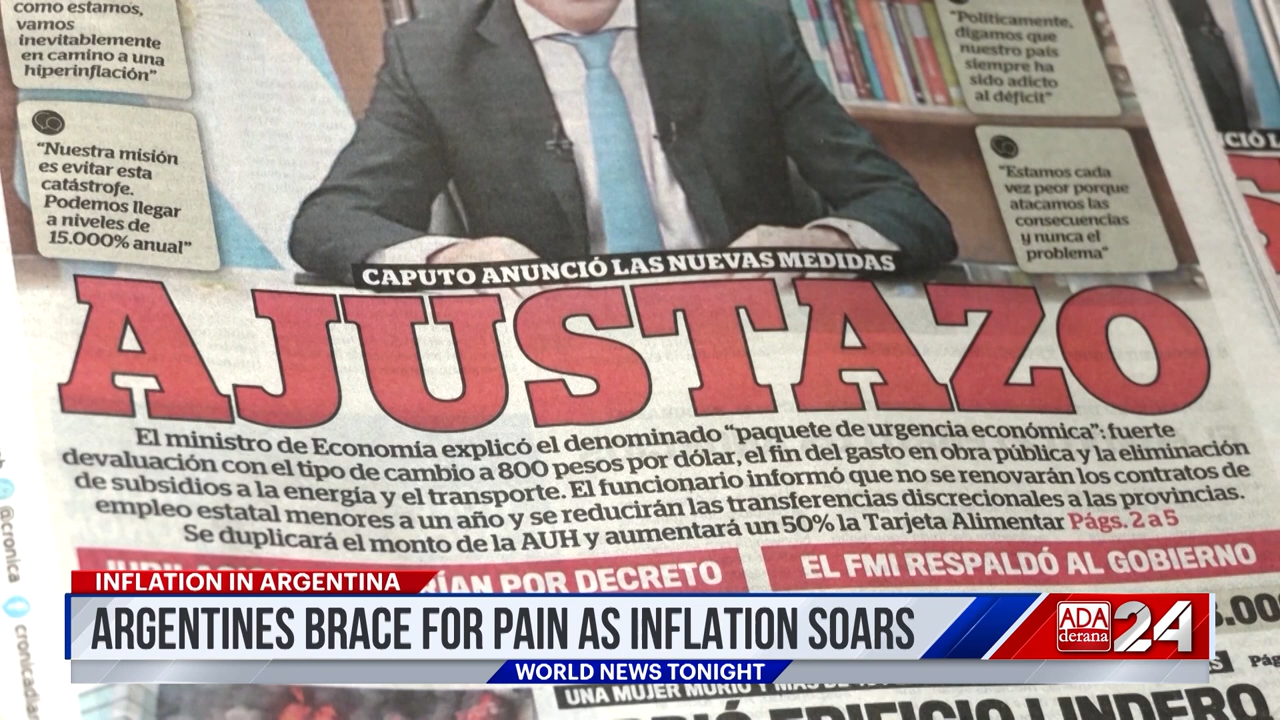 como estamos,
vamos
inevitablemente
en camino a una
hiperinflación”
“Nuestra misión
es evitar esta
catástrofe.
Podemos llegar
a niveles de
15.000% anual”
“Políticamente,
digamos que
nuestro país
siempre ha
sido adicto
al déficit”
“Estamos cada
vez peor porque
atacamos las
consecuencias
y nunca el
problema”
CAPUTO ANUNCIÓ LAS NUEVAS MEDIDAS
AJUSTAZO
El ministro de Economía explicó el denominado “paquete de urgencia económica”: fuerte
devaluación con el tipo de cambio a 800 pesos por dólar, el fin del gasto en obra pública y la eliminación
de subsidios a la energía y el transporte. El funcionario informó que no se renovarán los contratos de
empleo estatal menores a un año y se reducirán las transferencias discrecionales a las provincias.
Se duplicará el monto de la AUH y aumentará un 50% la Tarjeta Alimentar Págs. 2 a 5
POR DECRETO
EL FMI RESPALDÓ AL GOBIERNO
@cronica
INFLATION IN ARGENTINA
ARGENTINES BRACE FOR PAIN AS INFLATION SOARS
ADA
derana
24
WORLD NEWS TONIGHT
UNA MUJER MURIÓ Y MÁS DE
EDIFICIO LINDERO